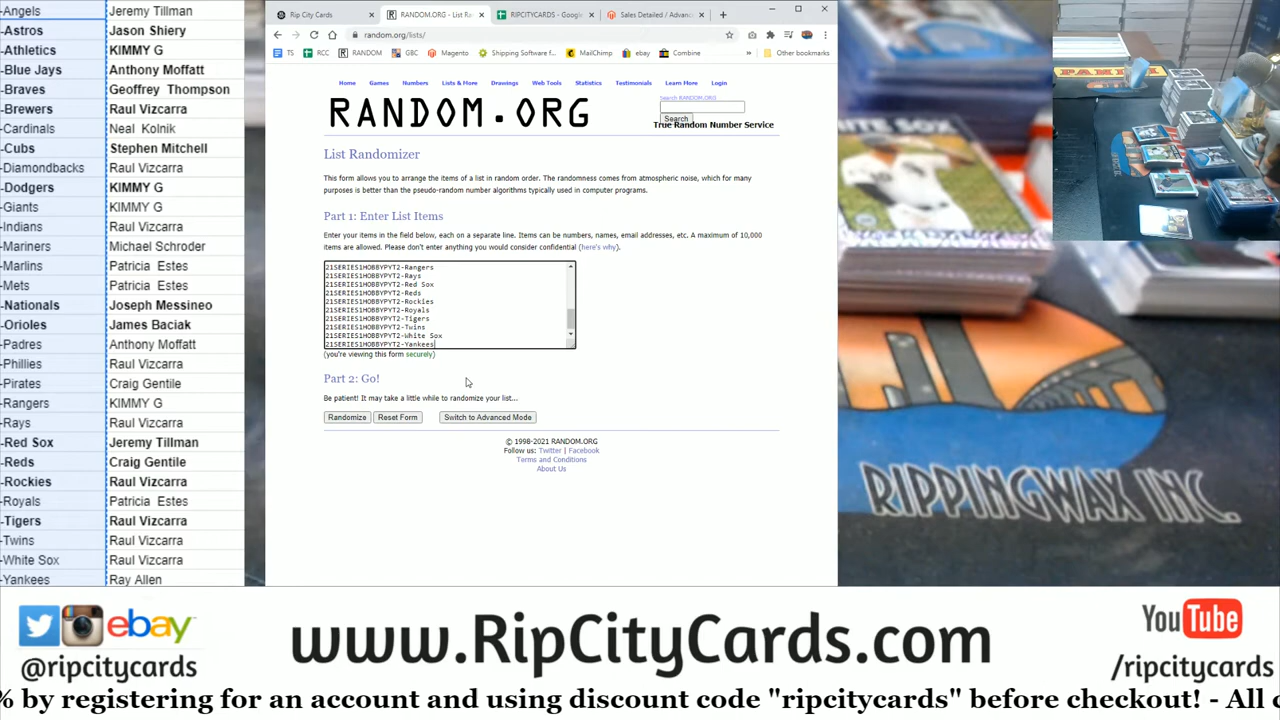 -Angels Jeremy Tillman
-Astros Jason Shiery
-Athletics KIMMY G
-Blue Jays Anthony Moffatt
-Braves Geoffrey Thompson
-Brewers Raul Vizcarra
-Cardinals Neal Kolnik
-Cubs Stephen Mitchell
-Diamondbacks Raul Vizcarra
-Dodgers KIMMY G
-Giants KIMMY G
-Indians Raul Vizcarra
-Mariners Michael Schroder
-Marlins Patricia Estes
-Mets Patricia Estes
-Nationals Joseph Messineo
-Orioles James Baciak
-Padres Anthony Moffatt
-Phillies Raul Vizcarra
-Pirates Craig Gentile
-Rangers KIMMY G
-Rays Raul Vizcarra
-Red Sox Jeremy Tillman
-Reds Craig Gentile
-Rockies Raul Vizcarra
-Royals Patricia Estes
-Tigers Raul Vizcarra
-Twins Raul Vizcarra
-White Sox Raul Vizcarra
-Yankees Ray Allen
Rip City Cards
RANDOM.ORG - List Ra
RIPCITYCARDS - Google
Sales Detailed / Advan
random.org/lists/
TS RCC RANDOM GBC Magento Shipping Software f... MailChimp ebay Combine » Other bookmarks
Home Games Numbers Lists & More Drawings Web Tools Statistics Testimonials Learn More Login
RANDOM.ORG
Search RANDOM.ORG
Search
True Random Number Service
List Randomizer
This form allows you to arrange the items of a list in random order. The randomness comes from atmospheric noise, which for many
purposes is better than the pseudo-random number algorithms typically used in computer programs.
Part 1: Enter List Items
Enter your items in the field below, each on a separate line. Items can be numbers, names, email addresses, etc. A maximum of 10,000
items are allowed. Please don't enter anything you would consider confidential (here's why).
21SERIES1HOBBYPYT2-Rangers
21SERIES1HOBBYPYT2-Rays
21SERIES1HOBBYPYT2-Red Sox
21SERIES1HOBBYPYT2-Reds
21SERIES1HOBBYPYT2-Rockies
21SERIES1HOBBYPYT2-Royals
21SERIES1HOBBYPYT2-Tigers
21SERIES1HOBBYPYT2-Twins
21SERIES1HOBBYPYT2-White Sox
21SERIES1HOBBYPYT2-Yankees
(you're viewing this form securely)
Part 2: Go!
Be patient! It may take a little while to randomize your list...
Randomize Reset Form Switch to Advanced Mode
© 1998-2021 RANDOM.ORG
Follow us: Twitter | Facebook
Terms and Conditions
About Us
PANINI
WHITE SOX
RIPPINGWAX INC.
ebay
@ripcitycards
www.RipCityCards.com
YouTube
/ripcitycards
% by registering for an account and using discount code "ripcitycards" before checkout! - All